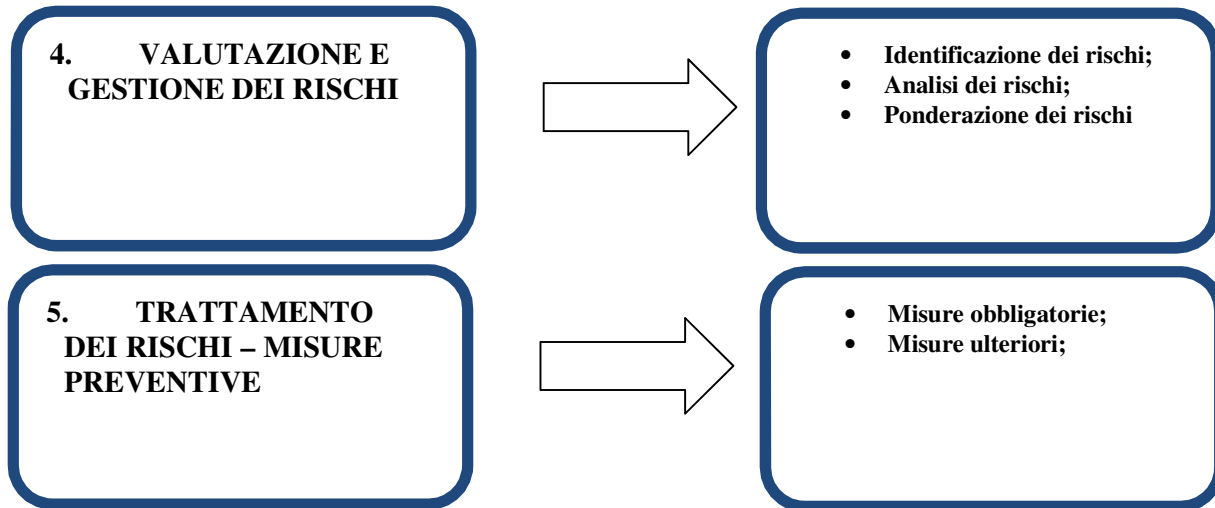 4. VALUTAZIONE E
GESTIONE DEI RISCHI
• Identificazione dei rischi;
• Analisi dei rischi;
• Ponderazione dei rischi
5. TRATTAMENTO
DEI RISCHI – MISURE
PREVENTIVE
• Misure obbligatorie;
• Misure ulteriori;